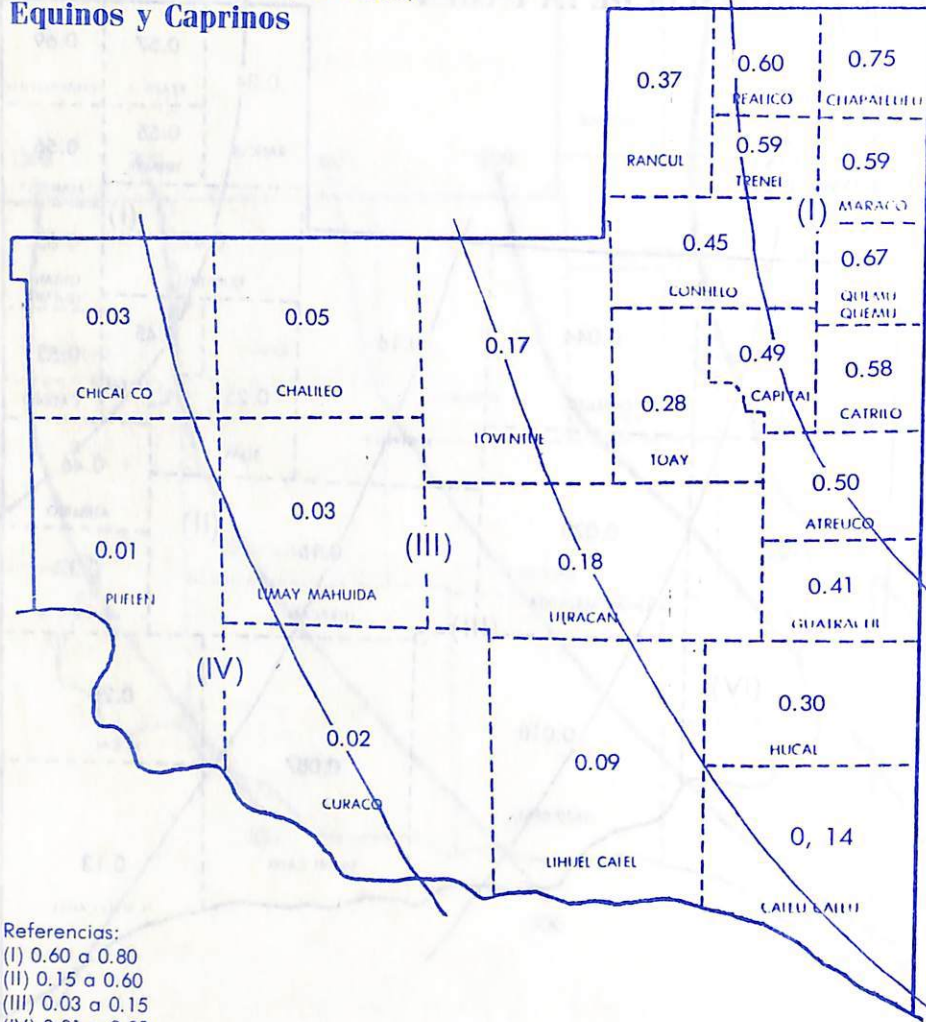 Equinos y Caprinos
0.37
RANCUL
0.60
REALICO
0.75
CHAPALEUFU
0.59
TRENEL
0.59
(I) MARACO
0.45
CONHELO
0.67
QUEMU
QUEMU
0.03
CHICALCO
0.05
CHALILEO
0.17
LOVENTUE
0.28
TOAY
0.49
CAPITAL
0.58
CATRILO
0.50
ATREUCO
0.01
PUELEN
0.03
LIMAY MAHUIDA
(III)
0.18
UTRACAN
0.41
GUATRACHE
(IV)
0.02
CURACO
0.09
LIHUEL CALEL
0.30
HUCAL
0, 14
CALEU CALEU
Referencias:
(I) 0.60 a 0.80
(II) 0.15 a 0.60
(III) 0.03 a 0.15